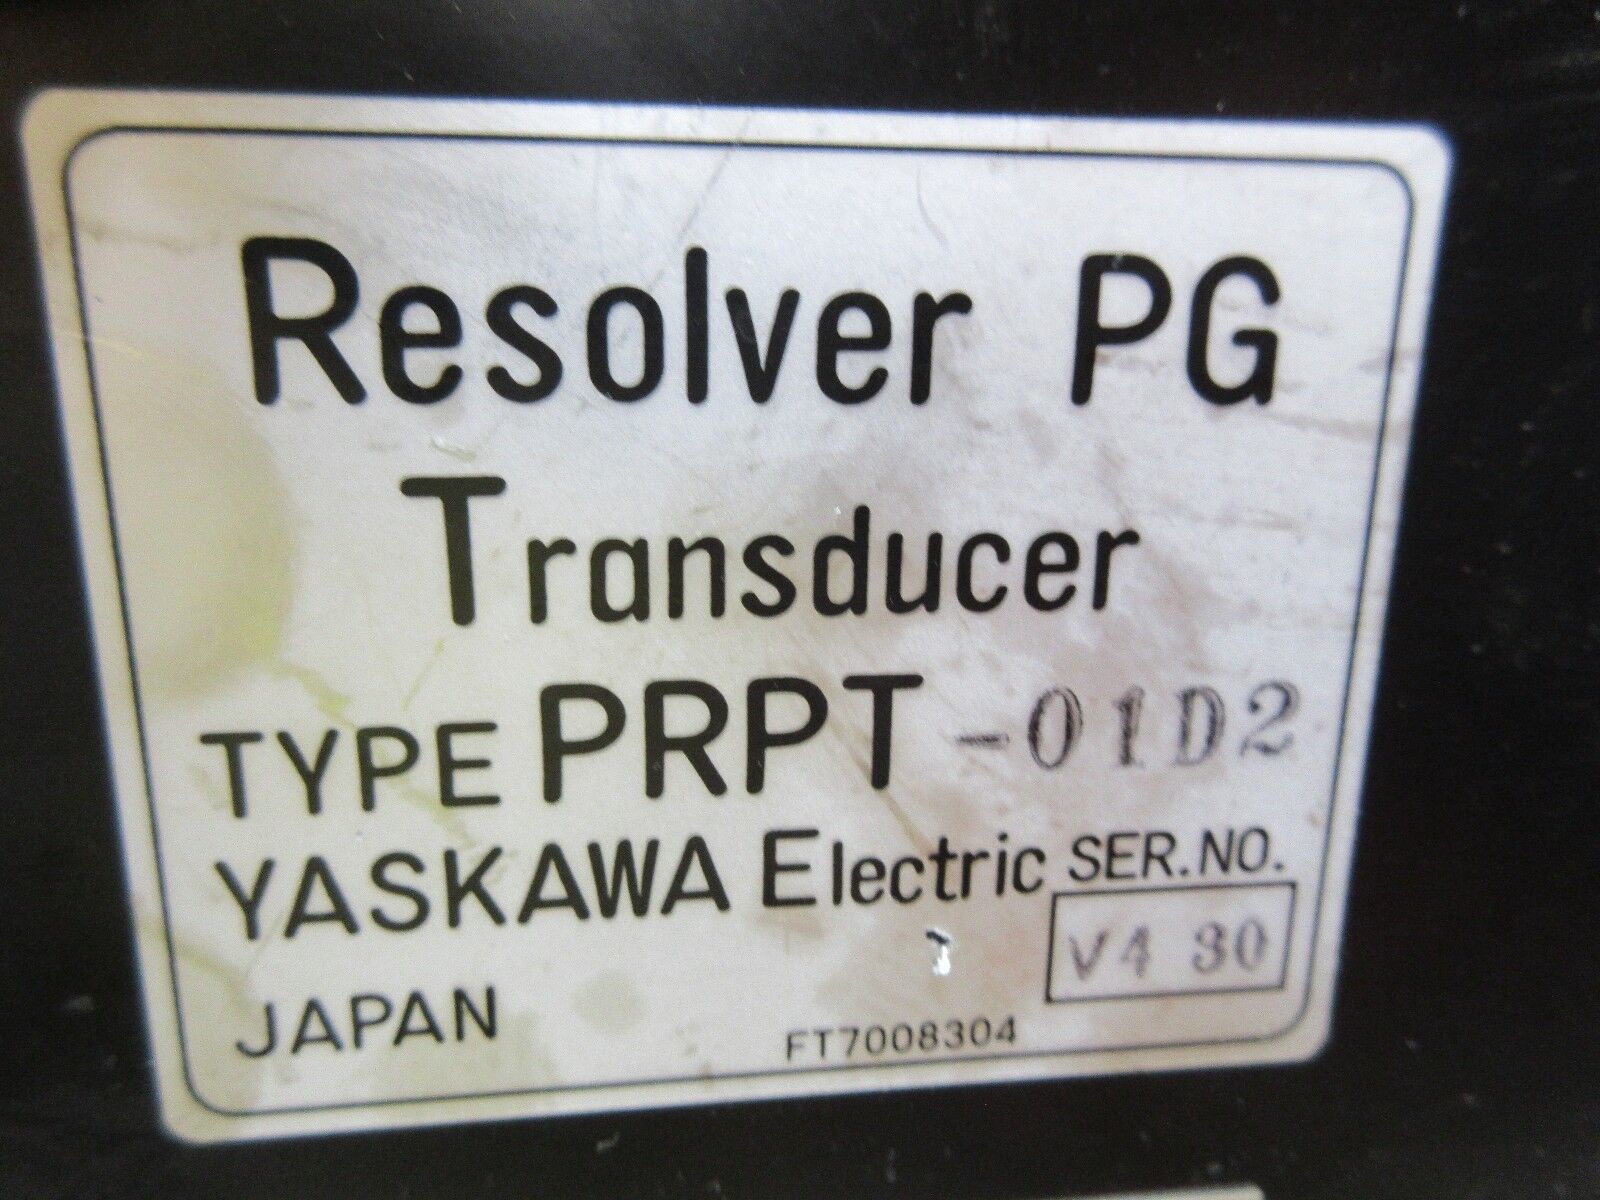 Resolver PG
Transducer
TYPE PRPT -01D2
YASKAWA Electric SER.NO.
V4 30
JAPAN
FT7008304